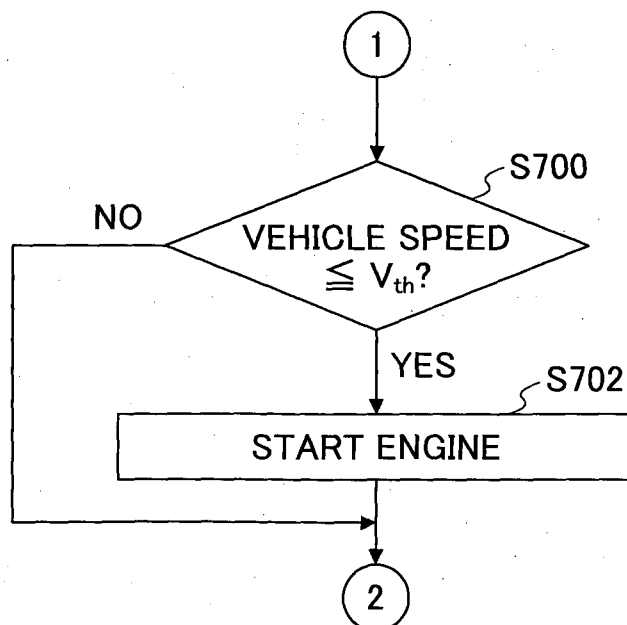 1
S700
NO
VEHICLE SPEED
≦ Vth?
YES
S702
START ENGINE
2